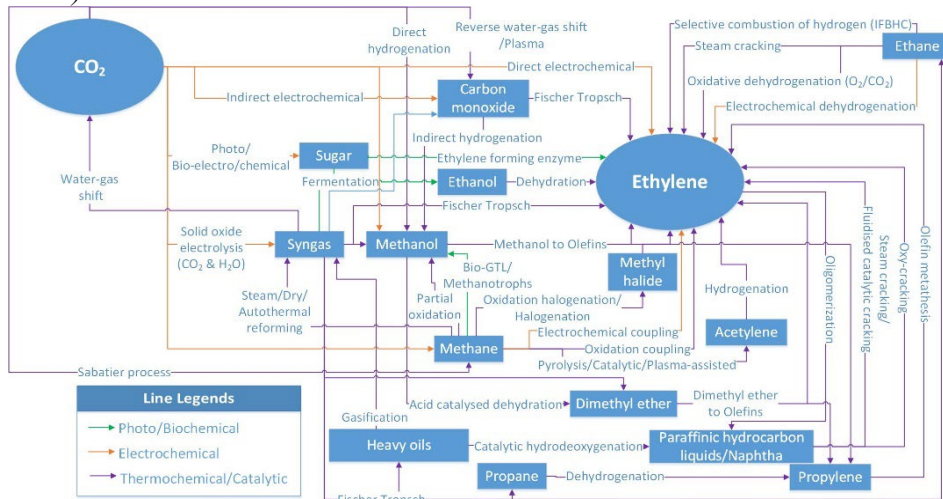 Selective combustion of hydrogen (IFBHC)
Steam cracking
Ethane
Direct
hydrogenation
Reverse water-gas shift
/Plasma
CO₂
Direct electrochemical
Oxidative dehydrogenation (O₂/CO₂)
Indirect electrochemical
Carbon
monoxide
Fischer Tropsch
Electrochemical dehydrogenation
Indirect hydrogenation
Photo/
Bio-electro/chemical
Sugar
Ethylene forming enzyme
Ethylene
Water-gas
shift
Fermentation
Ethanol
Dehydration
Fischer Tropsch
Solid oxide
electrolysis
(CO₂ & H₂O)
Syngas
Methanol
Methanol to Olefins
Bio-GTL/
Methanotrophs
Methyl
halide
Oligomerization
Fluidised catalytic cracking/
Steam cracking
Oxy-cracking
Olefin metathesis
Steam/Dry/
Autothermal
reforming
Partial
oxidation
Oxidation halogenation/
Halogenation
Hydrogenation
Electrochemical coupling
Acetylene
Methane
Oxidation coupling
Pyrolysis/Catalytic/Plasma-assisted
Sabatier process
Line Legends
Photo/Biochemical
Electrochemical
Thermochemical/Catalytic
Gasification
Acid catalysed dehydration
Dimethyl ether
Dimethyl ether
to Olefins
Heavy oils
Catalytic hydrodeoxygenation
Paraffinic hydrocarbon
liquids/Naphtha
Propane
Dehydrogenation
Propylene
Fischer Tropsch